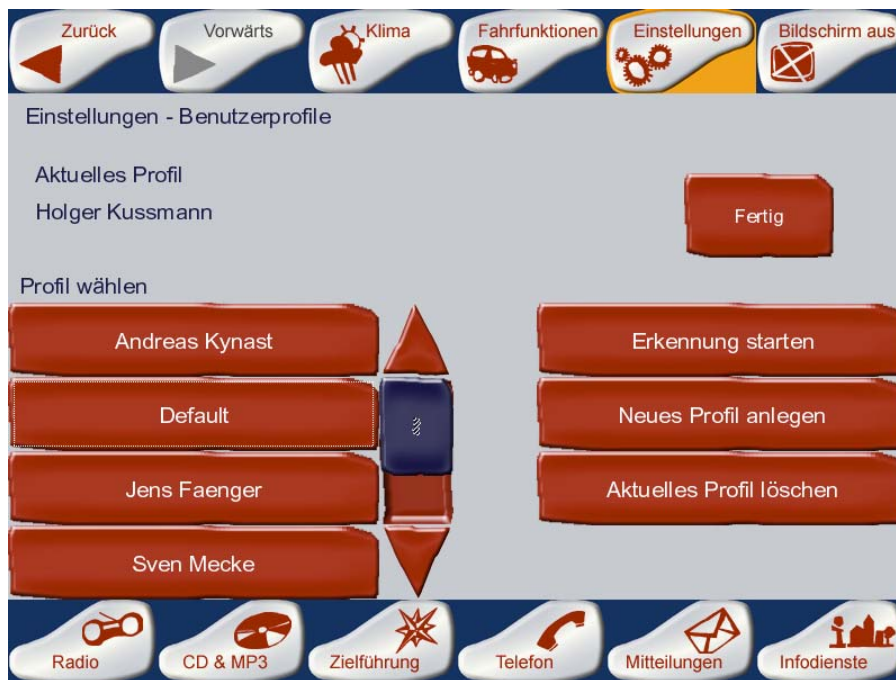 Zurück
Vorwärts
Klima
Fahrfunktionen
Einstellungen
Bildschirm aus
Einstellungen - Benutzerprofile
Aktuelles Profil
Holger Kussmann
Fertig
Profil wählen
Andreas Kynast
Default
Jens Faenger
Sven Mecke
Erkennung starten
Neues Profil anlegen
Aktuelles Profil löschen
Radio
CD & MP3
Zielführung
Telefon
Mitteilungen
Infodienste